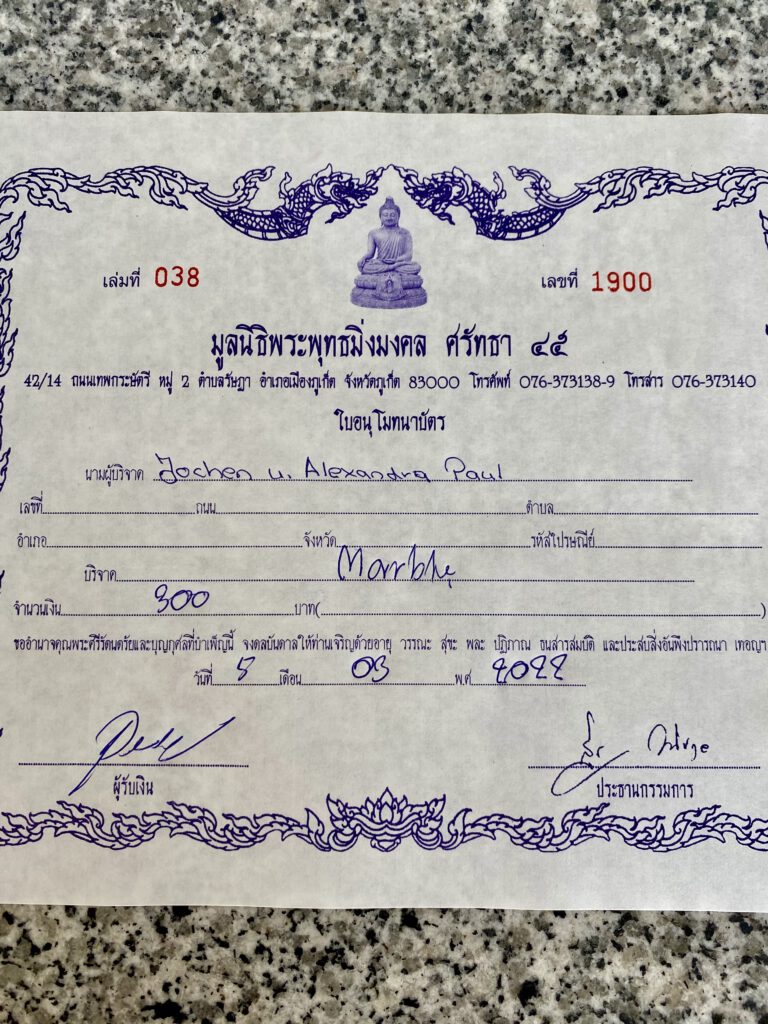 เล่มที่ 038 เลขที่ 1900
มูลนิธิพระพุทธมิ่งมงคล ศรัทธา ๔๕
42/14 ถนนเทพกระษัตรี หมู่ 2 ตำบลรัษฎา อำเภอเมืองภูเก็ต จังหวัดภูเก็ต 83000 โทรศัพท์ 076-373138-9 โทรสาร 076-373140
ใบอนุโมทนาบัตร
นามผู้บริจาค Jochen u. Alexandra Paul
เลขที่ ถนน ตำบล
อำเภอ จังหวัด รหัสไปรษณีย์
บริจาค
จำนวนเงิน 300 บาท( )
ขออำนาจคุณพระศรีรัตนตรัยและบุญกุศลที่บำเพ็ญนี้ จงดลบันดาลให้ท่านเจริญด้วยอายุ วรรณะ สุขะ พละ ปฏิภาณ ธนสารสมบัติ และประสบสิ่งอันพึงปรารถนา เทอญฯ
วันที่ 5 เดือน 03 พ.ศ 2022
ผู้รับเงิน ประธานกรรมการ